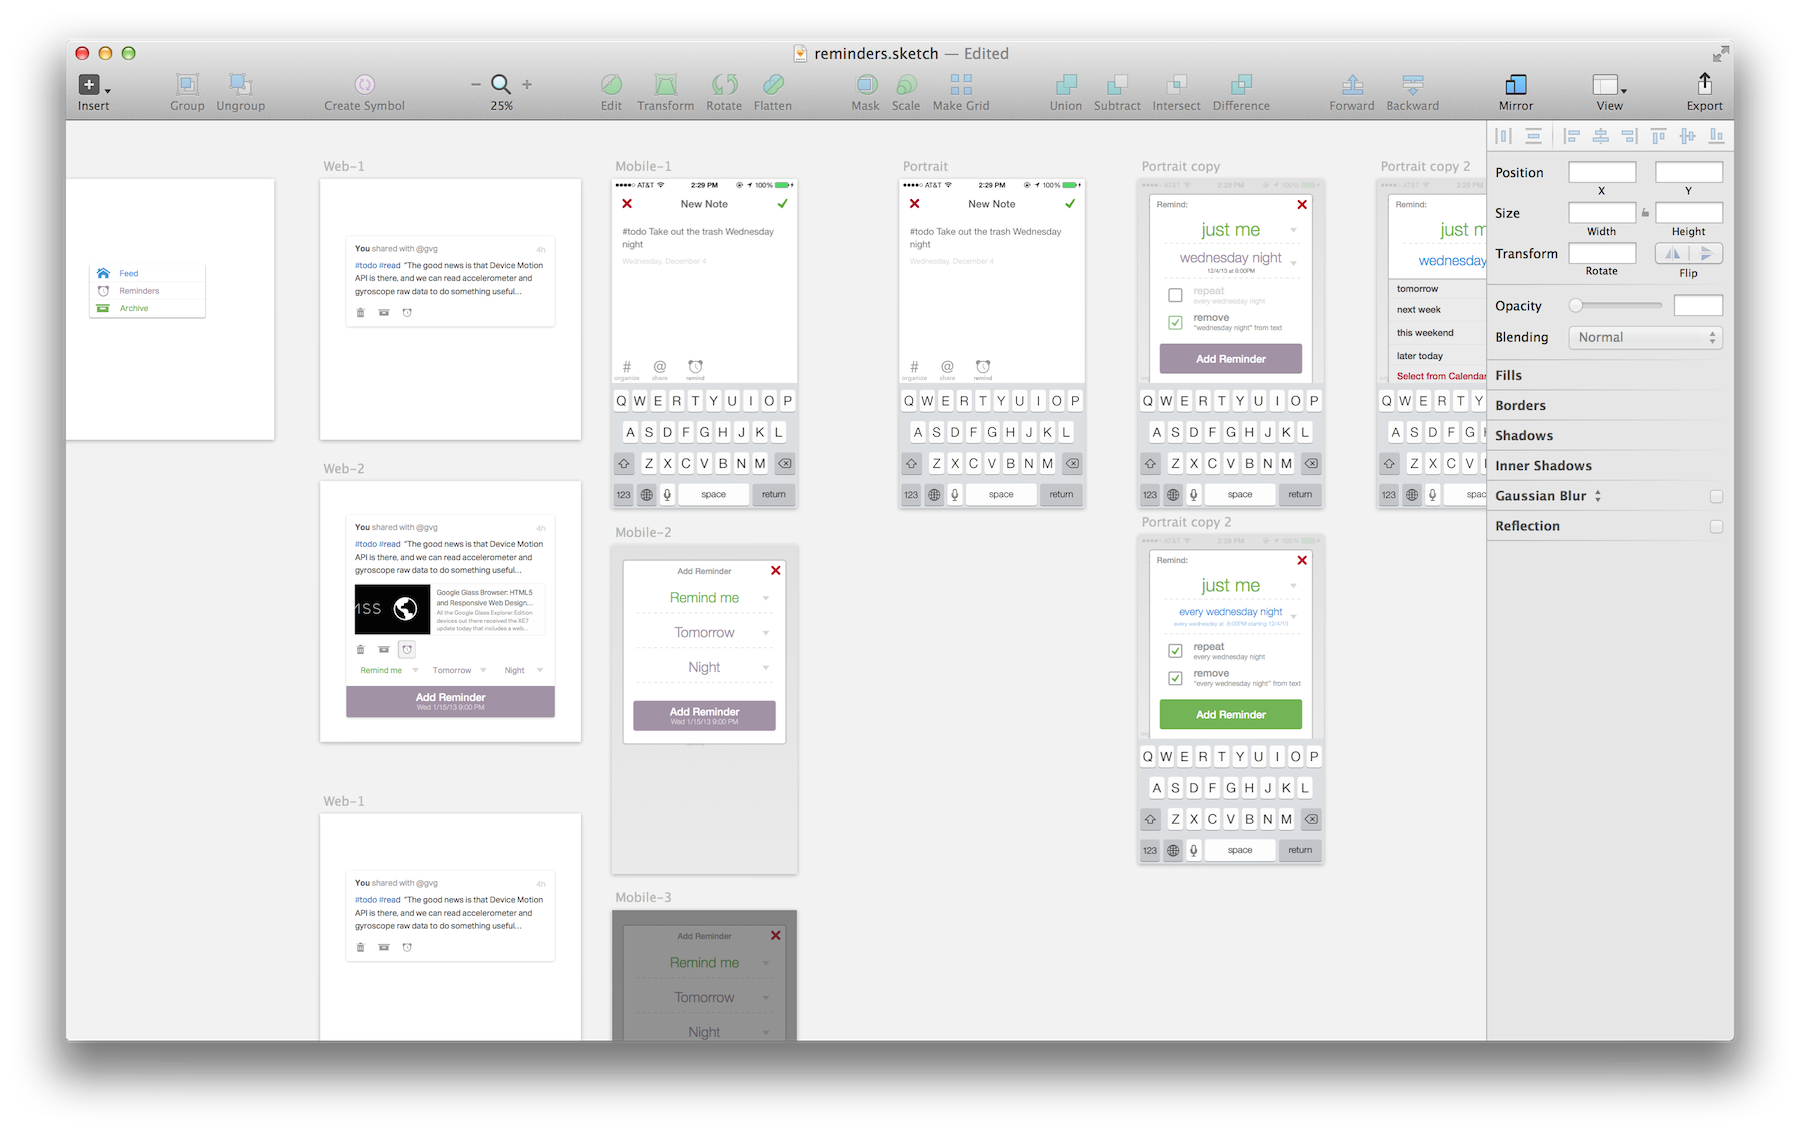 reminders.sketch — Edited
Insert
Group
Ungroup
Create Symbol
25%
Edit
Transform
Rotate
Flatten
Mask
Scale
Make Grid
Union
Subtract
Intersect
Difference
Forward
Backward
Mirror
View
Export
Feed
Reminders
Archive
Web-1
You shared with @gvg 4h
#todo #read "The good news is that Device Motion
API is there, and we can read accelerometer and
gyroscope raw data to do something useful...
Web-2
You shared with @gvg 4h
#todo #read "The good news is that Device Motion
API is there, and we can read accelerometer and
gyroscope raw data to do something useful...
Google Glass Browser: HTML5
and Responsive Web Design...
All the Google Glass Explorer Edition
devices out there received the XE7
update today that includes a web...
Remind me Tomorrow Night
Add Reminder
Wed 1/15/13 9:00 PM
Web-1
You shared with @gvg 4h
#todo #read "The good news is that Device Motion
API is there, and we can read accelerometer and
gyroscope raw data to do something useful...
Mobile-1
AT&T 2:29 PM 100%
New Note
#todo Take out the trash Wednesday
night
Wednesday, December 4
# @
organize share remind
Q W E R T Y U I O P
A S D F G H J K L
Z X C V B N M
123 space return
Mobile-2
Add Reminder
Remind me
Tomorrow
Night
Add Reminder
Wed 1/15/13 9:00 PM
Mobile-3
Add Reminder
Remind me
Tomorrow
Night
Portrait
AT&T 2:29 PM 100%
New Note
#todo Take out the trash Wednesday
night
Wednesday, December 4
# @
organize share remind
Q W E R T Y U I O P
A S D F G H J K L
Z X C V B N M
123 space return
Portrait copy
AT&T 2:29 PM 100%
Remind:
just me
wednesday night
12/4/13 at 8:00PM
repeat
every wednesday night
remove
"wednesday night" from text
Add Reminder
Q W E R T Y U I O P
A S D F G H J K L
Z X C V B N M
123 space return
Portrait copy 2
AT&T 2:29 PM 100%
Remind:
just me
every wednesday night
every wednesday at 8:00PM starting 12/4/13
repeat
every wednesday night
remove
"every wednesday night" from text
Add Reminder
Q W E R T Y U I O P
A S D F G H J K L
Z X C V B N M
123 space return
Portrait copy 2
AT&T 2:29 PM
Remind:
just m
wednesday
tomorrow
next week
this weekend
later today
Select from Calendar
Q W E R T Y
A S D F G
Z X C V
123 spac
Position
X Y
Size
Width Height
Transform
Rotate Flip
Opacity
Blending Normal
Fills
Borders
Shadows
Inner Shadows
Gaussian Blur
Reflection